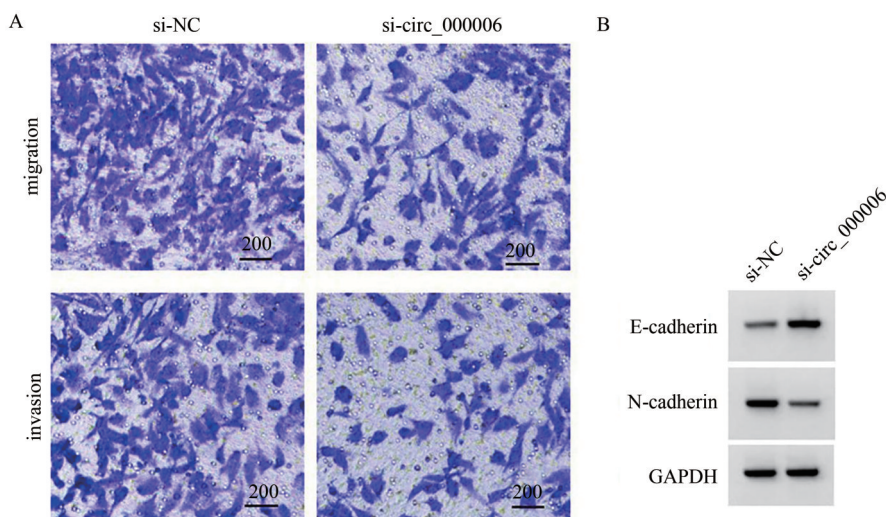 A
si-NC
si-circ_000006
migration
200
200
invasion
200
200
B
si-NC
si-circ_000006
E-cadherin
N-cadherin
GAPDH